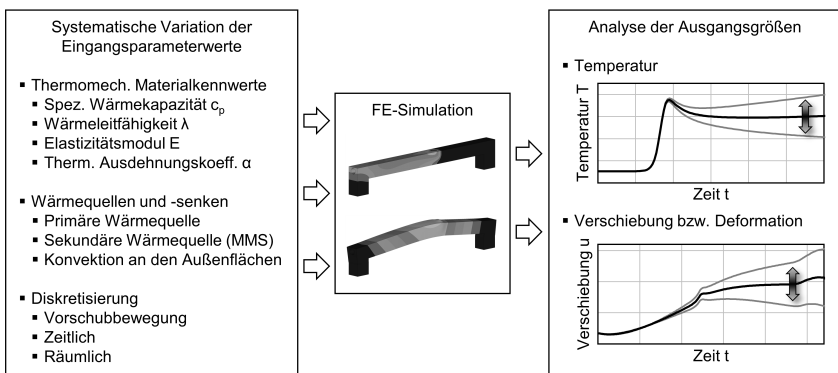 Systematische Variation der
Eingangsparameterwerte
▪ Thermomech. Materialkennwerte
▪ Spez. Wärmekapazität cp
▪ Wärmeleitfähigkeit λ
▪ Elastizitätsmodul E
▪ Therm. Ausdehnungskoeff. α
▪ Wärmequellen und -senken
▪ Primäre Wärmequelle
▪ Sekundäre Wärmequelle (MMS)
▪ Konvektion an den Außenflächen
▪ Diskretisierung
▪ Vorschubbewegung
▪ Zeitlich
▪ Räumlich
FE-Simulation
Analyse der Ausgangsgrößen
▪ Temperatur
Temperatur T
Zeit t
▪ Verschiebung bzw. Deformation
Verschiebung u
Zeit t